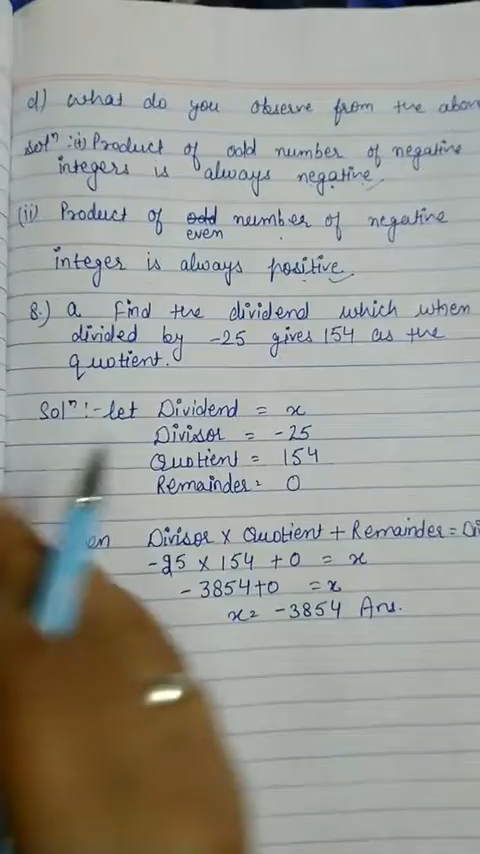 d) what do you observe from the
solⁿ :- i) Product of odd number of negative
integers is always negative.
(ii) Product of odd number of negative
even
integer is always positive.
8.) a Find the dividend which when
divided by -25 gives 154 as the
quotient.
Solⁿ :- let Dividend = x
Divisor = -25
Quotient = 154
Remainder = 0
Divisor x Quotient + Remainder =
-25 x 154 + 0 = x
- 3854+0 = x
x = -3854 Ans.